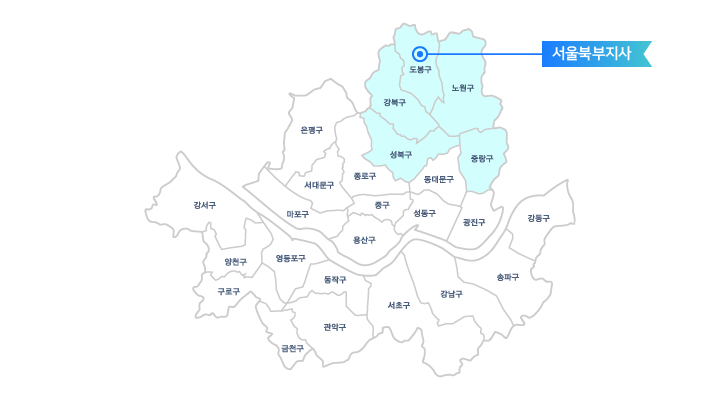 서울북부지사
도봉구
노원구
강북구
은평구
성북구
중랑구
종로구
동대문구
서대문구
강서구
중구
마포구
성동구
강동구
광진구
용산구
영등포구
양천구
동작구
송파구
구로구
강남구
서초구
관악구
금천구